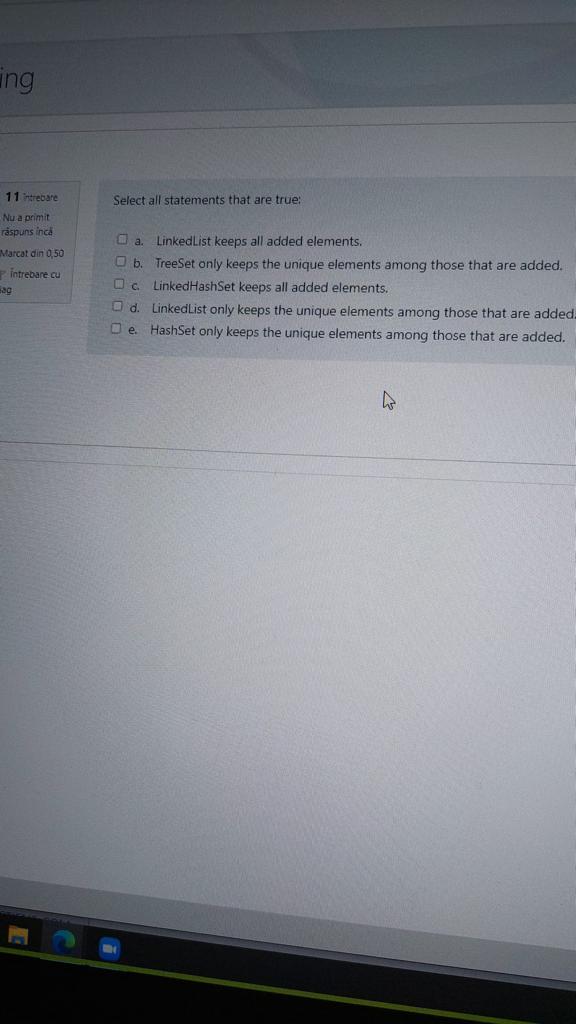 ing
11 întrebare
Nu a primit
răspuns încă
Marcat din 0,50
Întrebare cu
Select all statements that are true:
a. LinkedList keeps all added elements.
b. TreeSet only keeps the unique elements among those that are added.
c. LinkedHashSet keeps all added elements.
d. LinkedList only keeps the unique elements among those that are added.
e. HashSet only keeps the unique elements among those that are added.